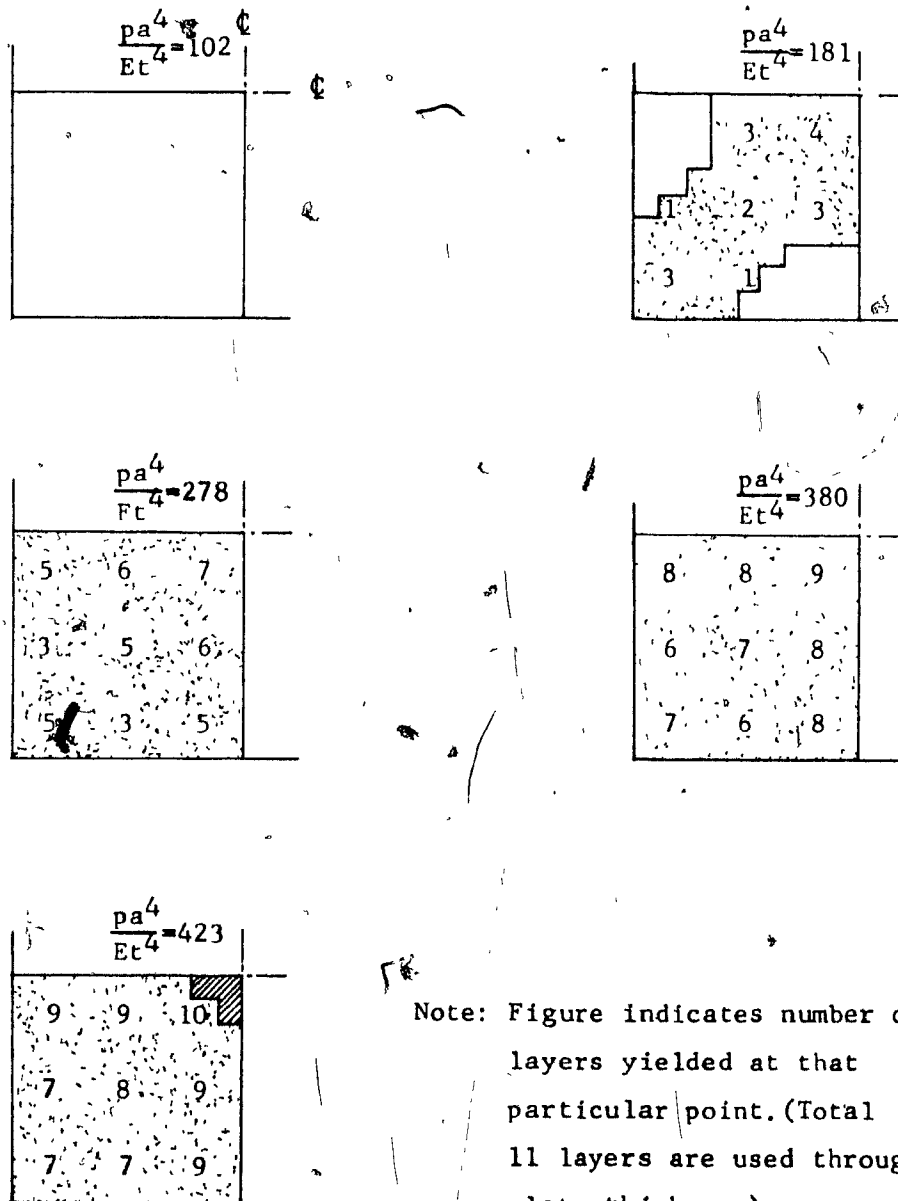 pa⁴/Et⁴=102 ℄
℄
pa⁴/Et⁴=181
3 4
1 2 3
3 1
pa⁴/Ft⁴=278
5 6 7
3 5 6
5 3 5
pa⁴/Et⁴=380
8 8 9
6 7 8
7 6 8
pa⁴/Et⁴=423
9 9 10
7 8 9
7 7 9
Note: Figure indicates number
layers yielded at that
particular point. (Total
11 layers are used